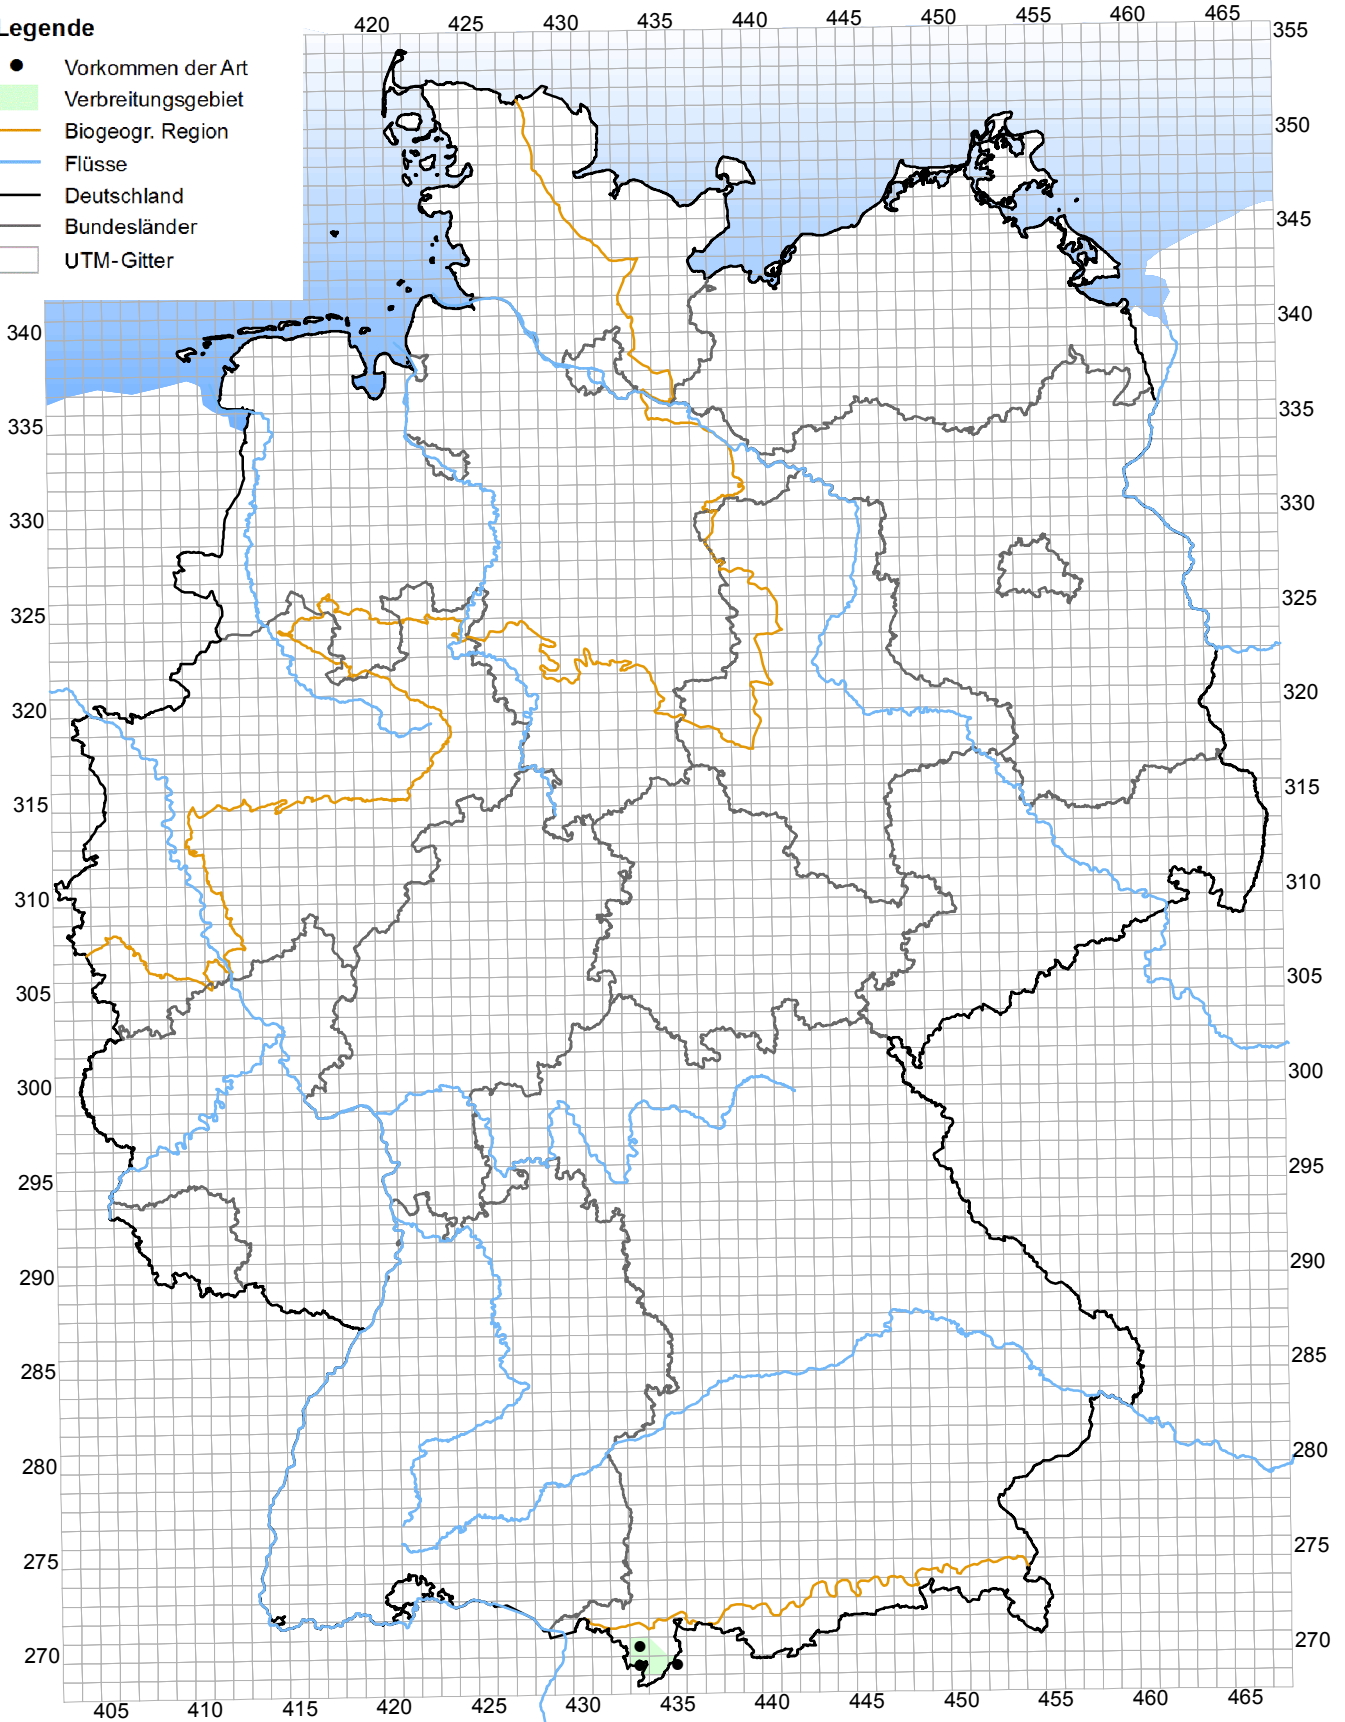 Legende
Vorkommen der Art
Verbreitungsgebiet
Biogeogr. Region
Flüsse
Deutschland
Bundesländer
UTM-Gitter
420 425 430 435 440 445 450 455 460 465
355
350
345
340 340
335 335
330 330
325 325
320 320
315 315
310 310
305 305
300 300
295 295
290 290
285 285
280 280
275 275
270 270
405 410 415 420 425 430 435 440 445 450 455 460 465